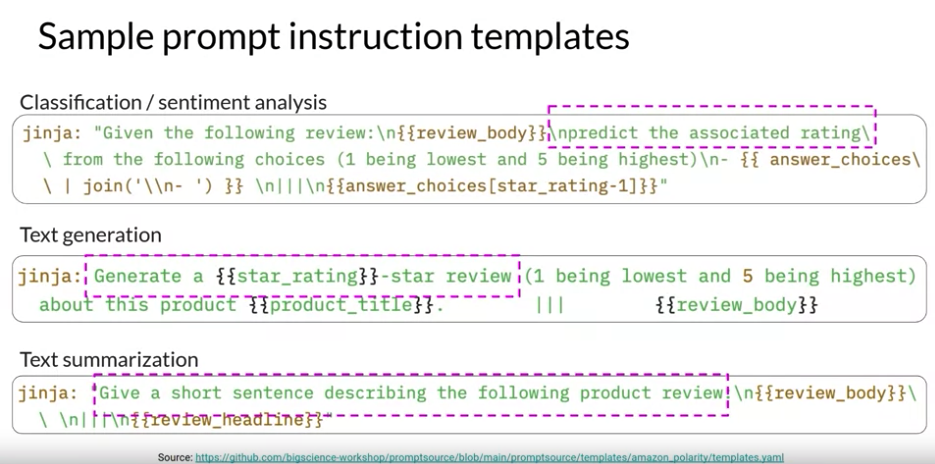 Sample prompt instruction templates
Classification / sentiment analysis
jinja: "Given the following review:\n{{review_body}}\npredict the associated rating\
\ from the following choices (1 being lowest and 5 being highest)\n- {{ answer_choices\
\ | join('\\n- ') }} \n|||\n{{answer_choices[star_rating-1]}}"
Text generation
jinja: Generate a {{star_rating}}-star review (1 being lowest and 5 being highest)
about this product {{product_title}}. ||| {{review_body}}
Text summarization
jinja: "Give a short sentence describing the following product review:\n{{review_body}}\
\ \n|||\n{{review_headline}}"
Source: https://github.com/bigscience-workshop/promptsource/blob/main/promptsource/templates/amazon_polarity/templates.yaml